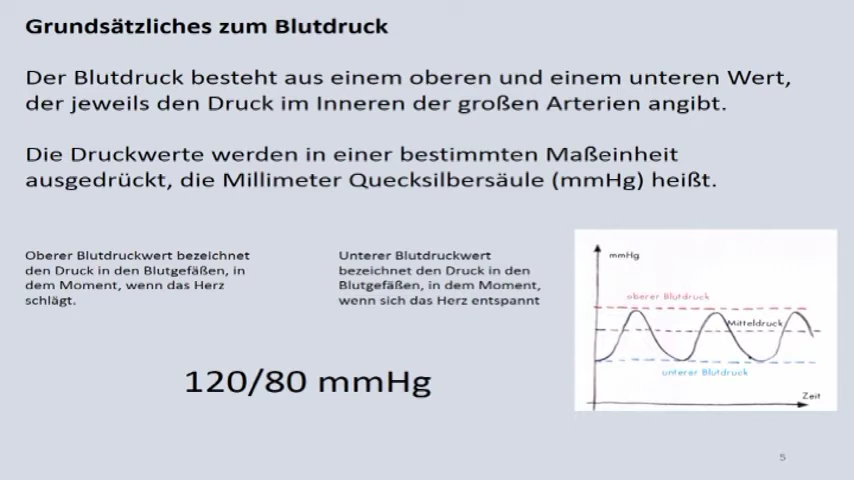 Grundsätzliches zum Blutdruck
Der Blutdruck besteht aus einem oberen und einem unteren Wert,
der jeweils den Druck im Inneren der großen Arterien angibt.
Die Druckwerte werden in einer bestimmten Maßeinheit
ausgedrückt, die Millimeter Quecksilbersäule (mmHg) heißt.
Oberer Blutdruckwert bezeichnet
den Druck in den Blutgefäßen, in
dem Moment, wenn das Herz
schlägt.
Unterer Blutdruckwert
bezeichnet den Druck in den
Blutgefäßen, in dem Moment,
wenn sich das Herz entspannt
120/80 mmHg
mmHg
oberer Blutdruck
Mitteldruck
unterer Blutdruck
Zeit
5